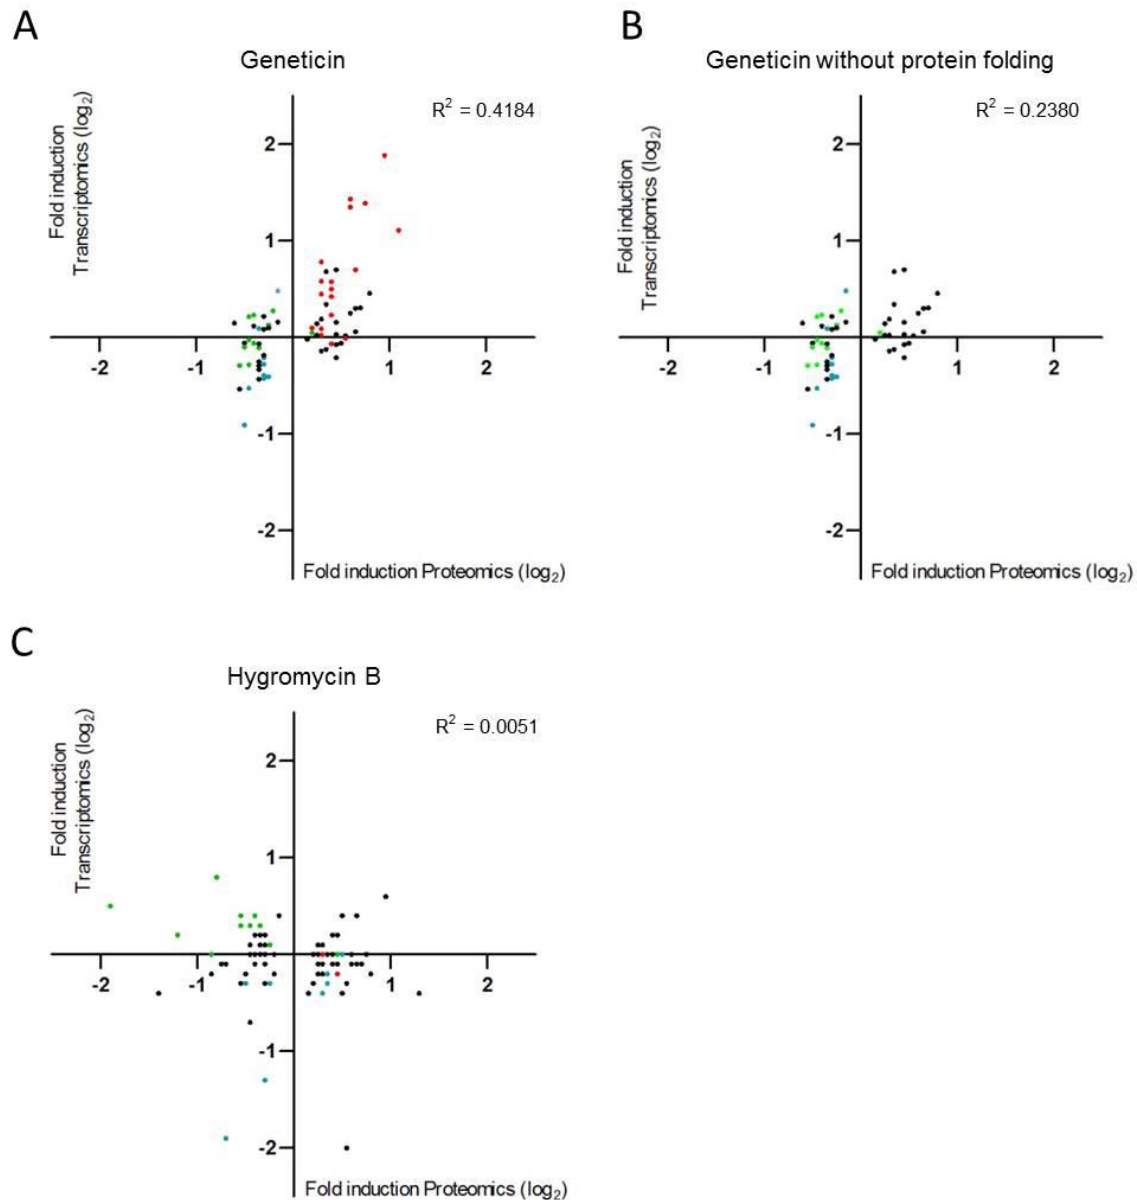 A
Geneticin
R² = 0.4184
Fold induction
Transcriptomics (log₂)
2
1
-2
-1
1
2
-1
-2
Fold induction Proteomics (log₂)
B
Geneticin without protein folding
R² = 0.2380
Fold induction
Transcriptomics (log₂)
2
1
-2
-1
1
2
-1
-2
Fold induction Proteomics (log₂)
C
Hygromycin B
R² = 0.0051
Fold induction
Transcriptomics (log₂)
2
1
-2
-1
1
2
-1
-2
Fold induction Proteomics (log₂)